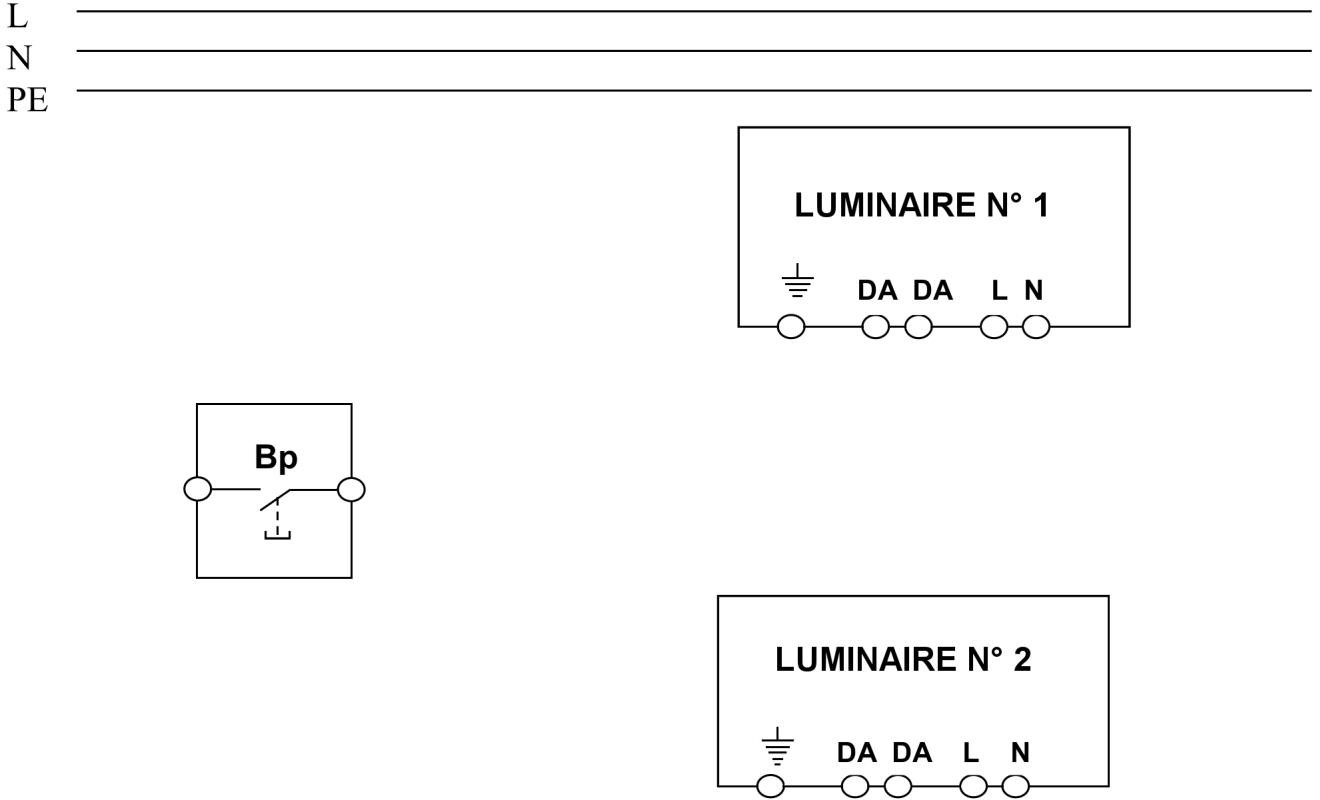 L
N
PE
LUMINAIRE N° 1
DA DA L N
Bp
LUMINAIRE N° 2
DA DA L N